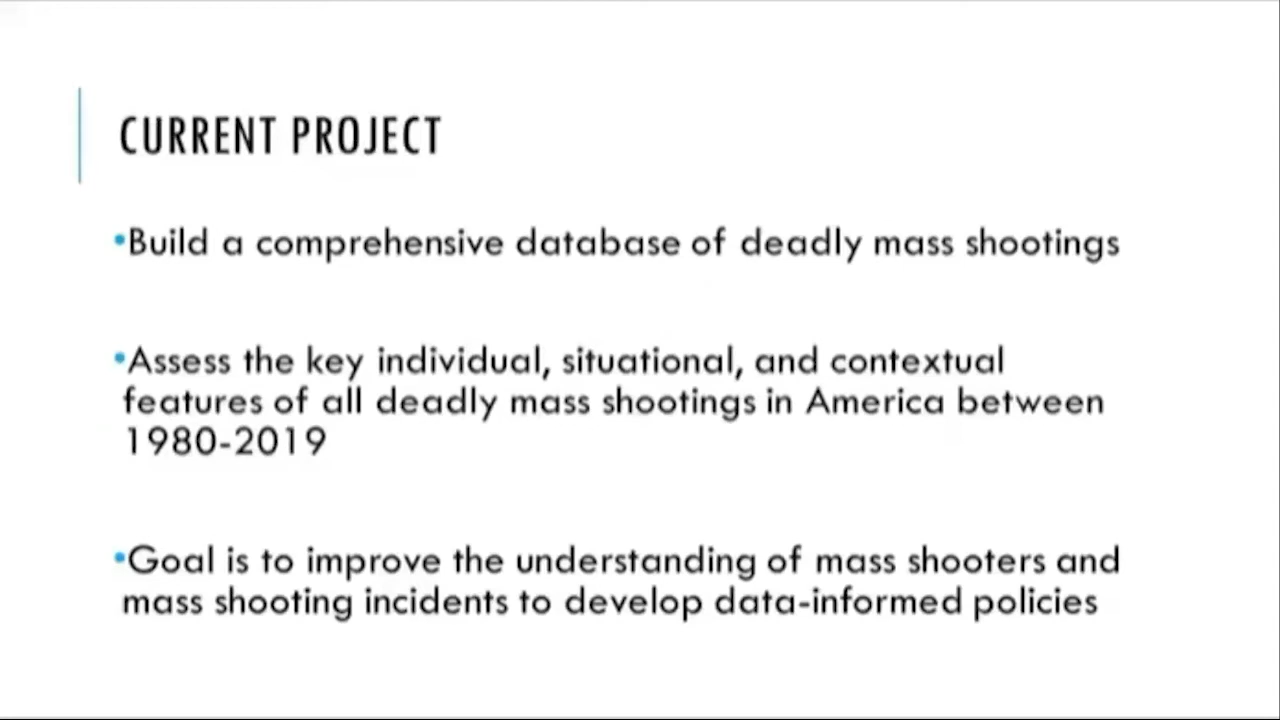 CURRENT PROJECT
•Build a comprehensive database of deadly mass shootings
•Assess the key individual, situational, and contextual
features of all deadly mass shootings in America between
1980-2019
•Goal is to improve the understanding of mass shooters and
mass shooting incidents to develop data-informed policies